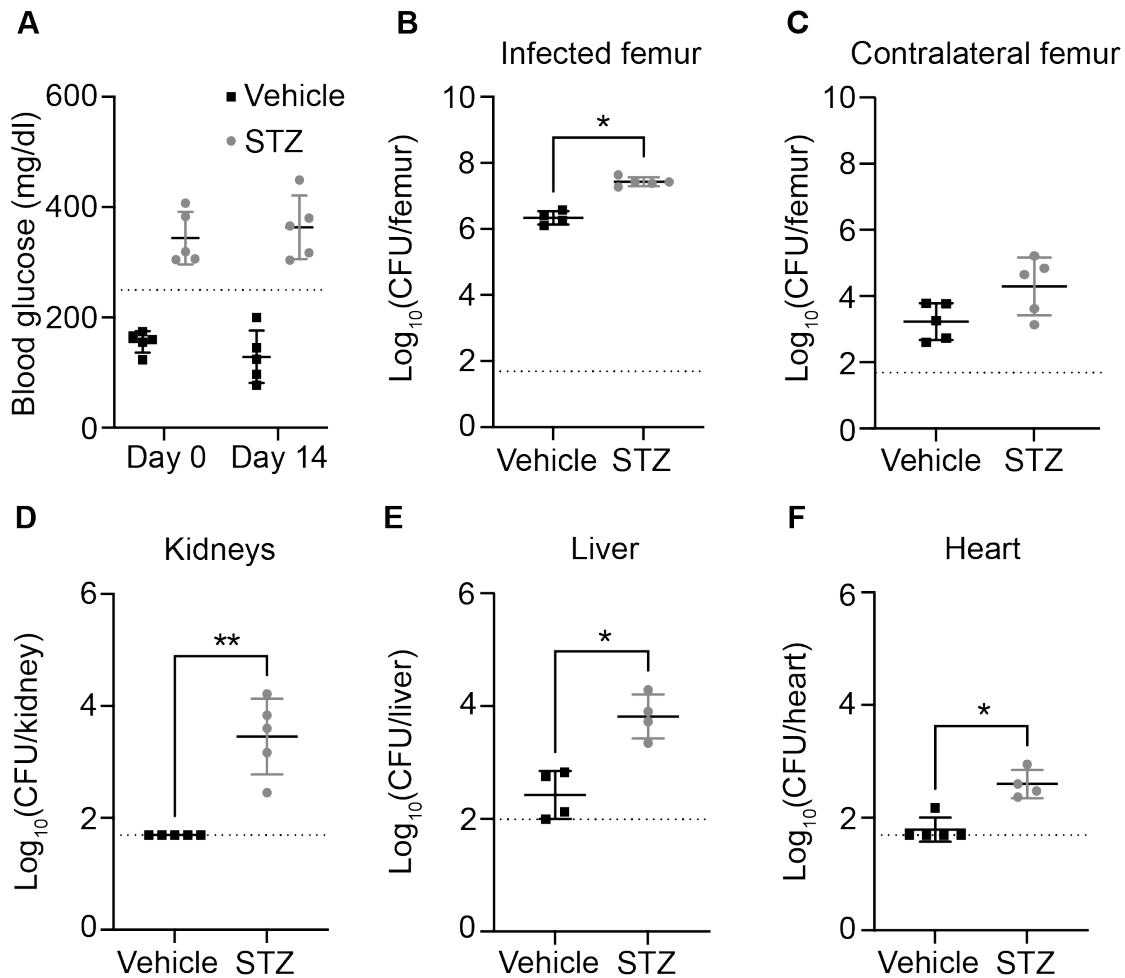 A
Blood glucose (mg/dl)
600
400
200
0
Vehicle
STZ
Day 0 Day 14
B
Infected femur
Log10(CFU/femur)
10
8
6
4
2
0
*
Vehicle STZ
C
Contralateral femur
Log10(CFU/femur)
10
8
6
4
2
0
Vehicle STZ
D
Kidneys
Log10(CFU/kidney)
6
4
2
0
**
Vehicle STZ
E
Liver
Log10(CFU/liver)
6
4
2
0
*
Vehicle STZ
F
Heart
Log10(CFU/heart)
6
4
2
0
*
Vehicle STZ